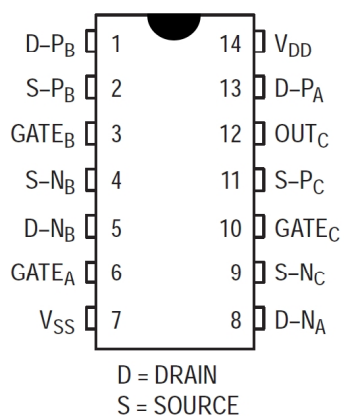 D–P_B 1 14 V_DD
S–P_B 2 13 D–P_A
GATE_B 3 12 OUT_C
S–N_B 4 11 S–P_C
D–N_B 5 10 GATE_C
GATE_A 6 9 S–N_C
V_SS 7 8 D–N_A
D = DRAIN
S = SOURCE